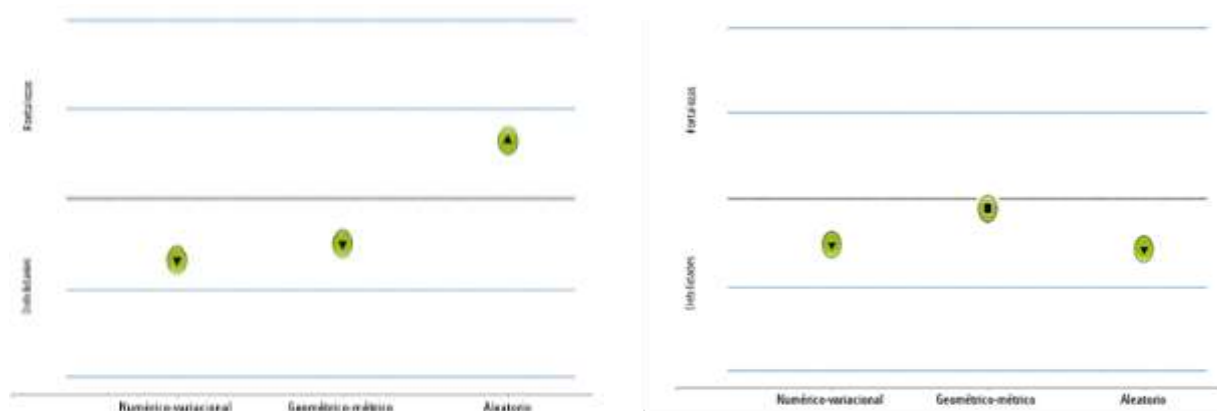 Fortalezas
Debilidades
Numérico-variacional
Geométrico-métrico
Aleatorio
Fortalezas
Debilidades
Numérico-variacional
Geométrico-métrico
Aleatorio